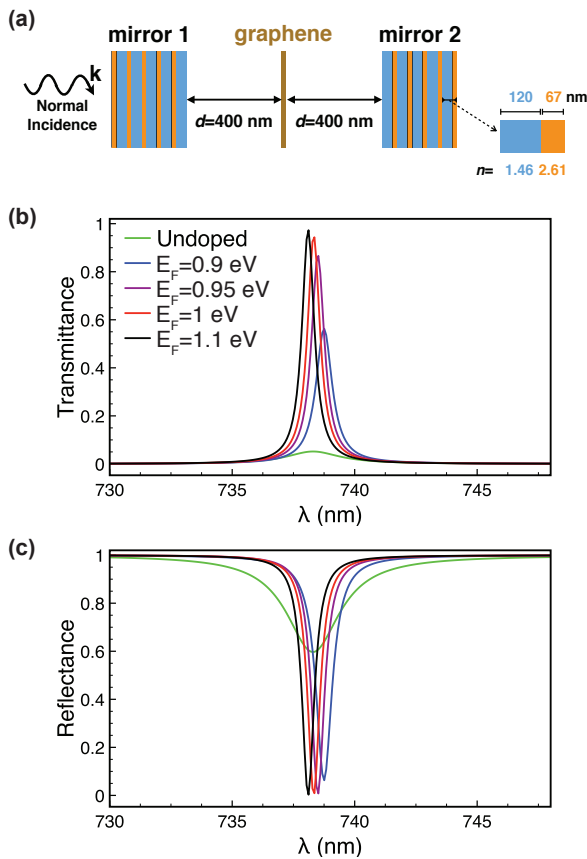 (a)
mirror 1 graphene mirror 2
k
Normal
Incidence
d=400 nm d=400 nm
120 67 nm
n= 1.46 2.61
(b)
Transmittance
1
0.8
0.6
0.4
0.2
0
Undoped
E_F=0.9 eV
E_F=0.95 eV
E_F=1 eV
E_F=1.1 eV
730 735 740 745
λ (nm)
(c)
Reflectance
1
0.8
0.6
0.4
0.2
0
730 735 740 745
λ (nm)